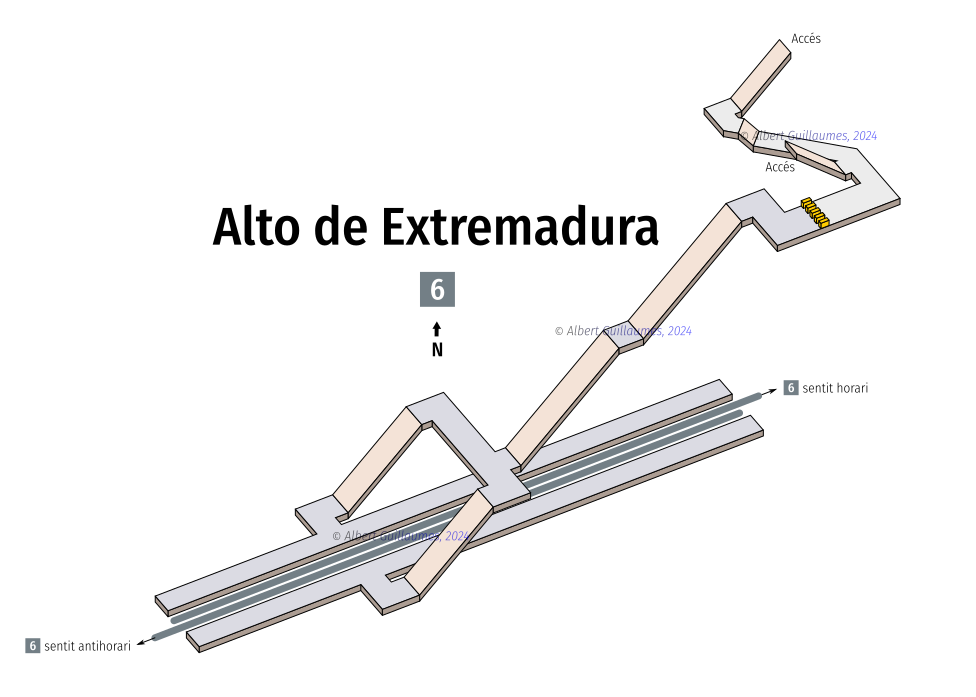 Accés
© Albert Guillaumes, 2024
Accés
Alto de Extremadura
6
N
© Albert Guillaumes, 2024
6 sentit horari
© Albert Guillaumes, 2024
6 sentit antihorari